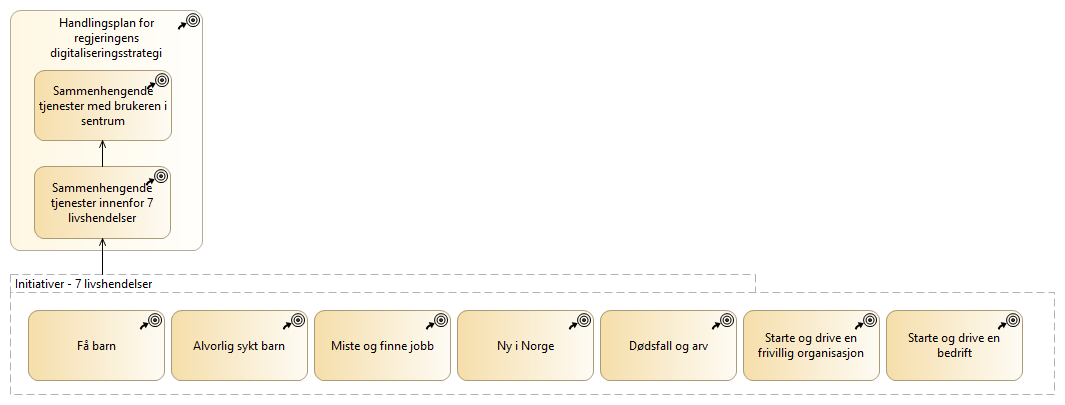 Handlingsplan for
regjeringens
digitaliseringsstrategi
Sammenhengende
tjenester med brukeren i
sentrum
Sammenhengende
tjenester innenfor 7
livshendelser
Initiativer - 7 livshendelser
Få barn
Alvorlig sykt barn
Miste og finne jobb
Ny i Norge
Dødsfall og arv
Starte og drive en
frivillig organisasjon
Starte og drive en
bedrift